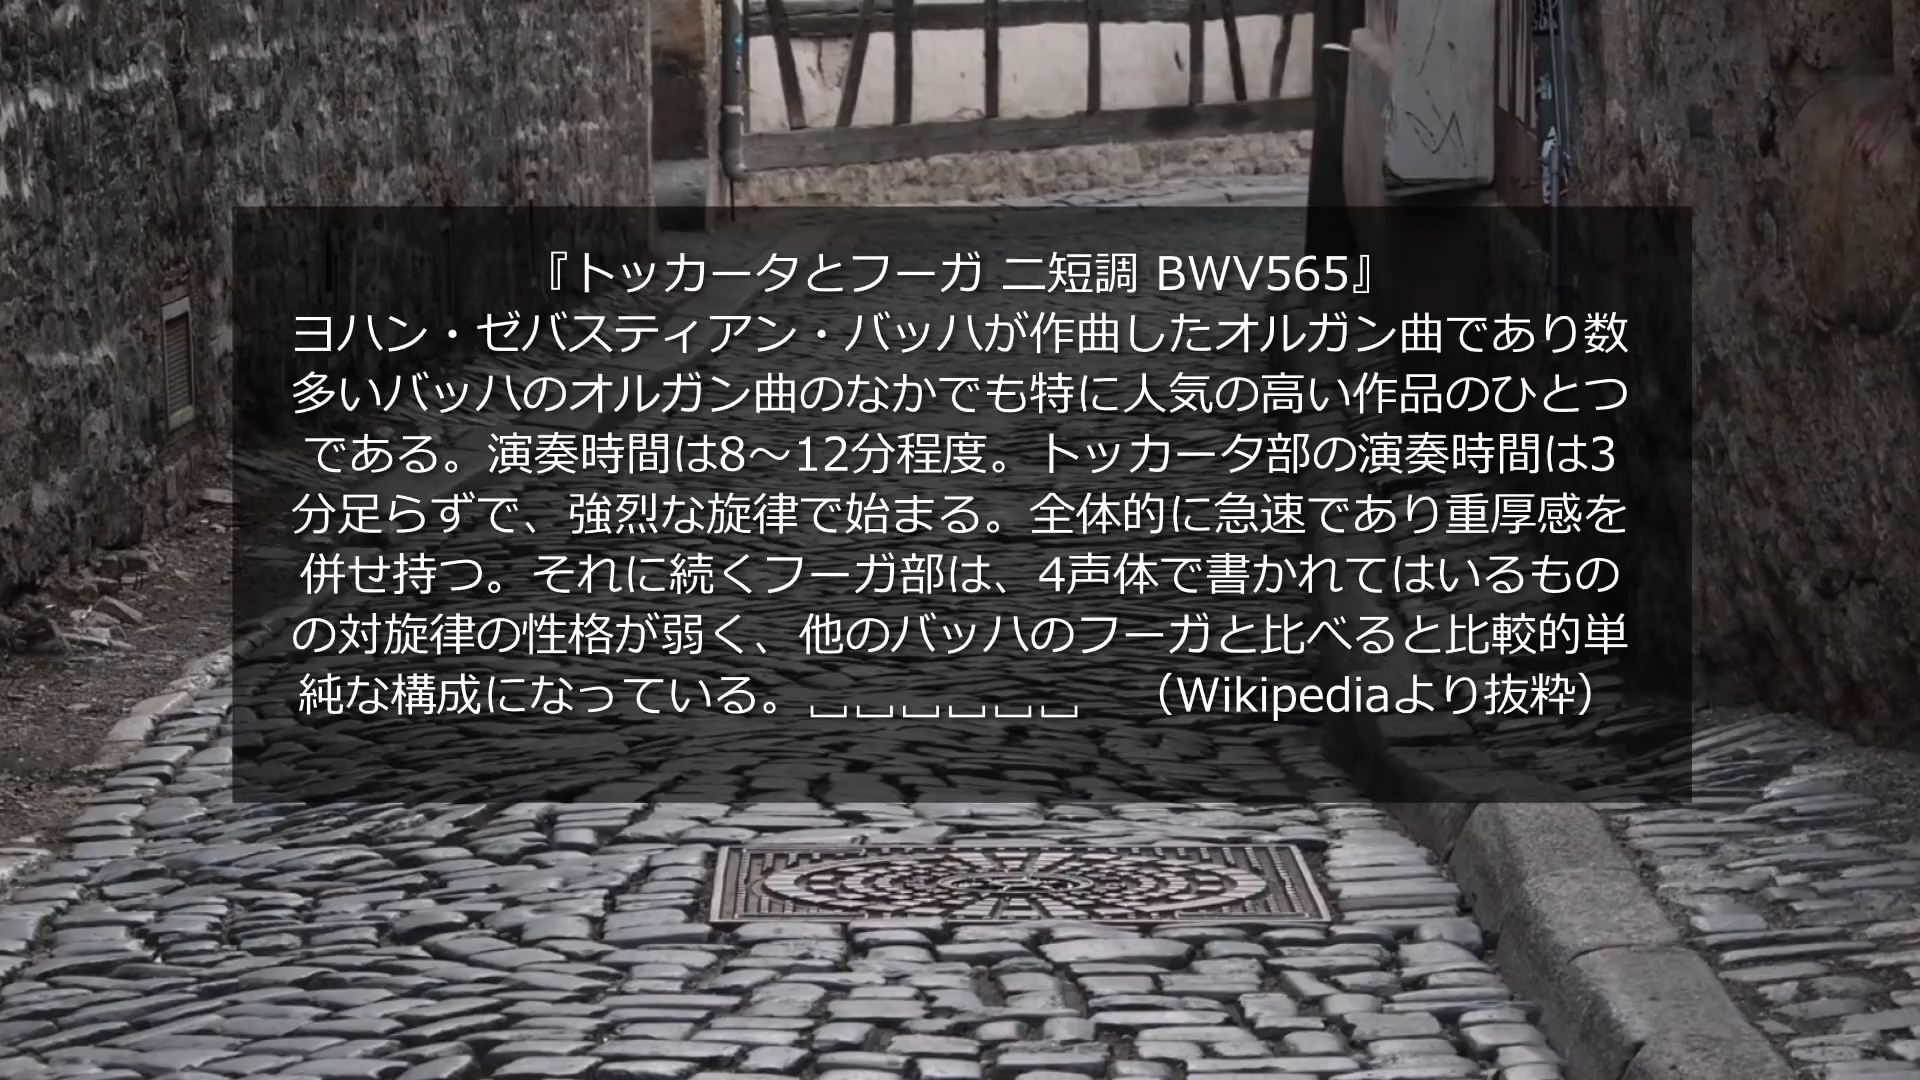 『トッカータとフーガ ニ短調 BWV565』
ヨハン・ゼバスティアン・バッハが作曲したオルガン曲であり数
多いバッハのオルガン曲のなかでも特に人気の高い作品のひとつ
である。演奏時間は8～12分程度。トッカータ部の演奏時間は3
分足らずで、強烈な旋律で始まる。全体的に急速であり重厚感を
併せ持つ。それに続くフーガ部は、4声体で書かれてはいるもの
の対旋律の性格が弱く、他のバッハのフーガと比べると比較的単
純な構成になっている。␣␣␣␣␣␣　（Wikipediaより抜粋）